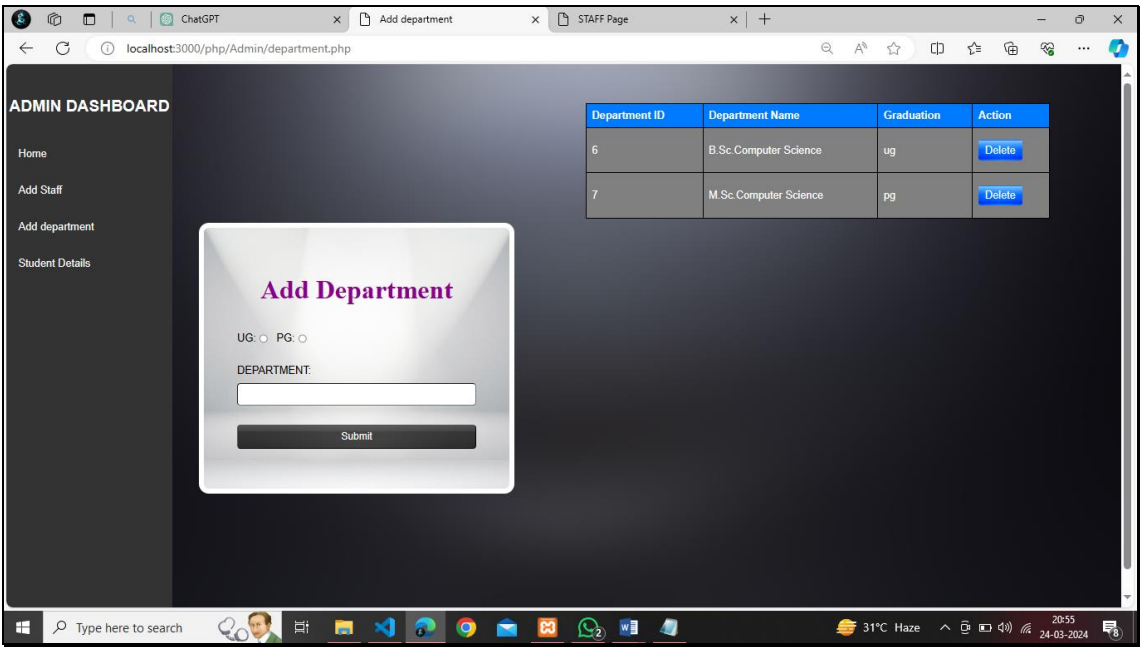 ChatGPT
Add department
STAFF Page
localhost:3000/php/Admin/department.php
ADMIN DASHBOARD
Home
Add Staff
Add department
Student Details
Department ID Department Name Graduation Action
6 B.Sc.Computer Science ug Delete
7 M.Sc.Computer Science pg Delete
Add Department
UG: PG:
DEPARTMENT:
Submit
Type here to search
2
31°C Haze
20:55
24-03-2024
8